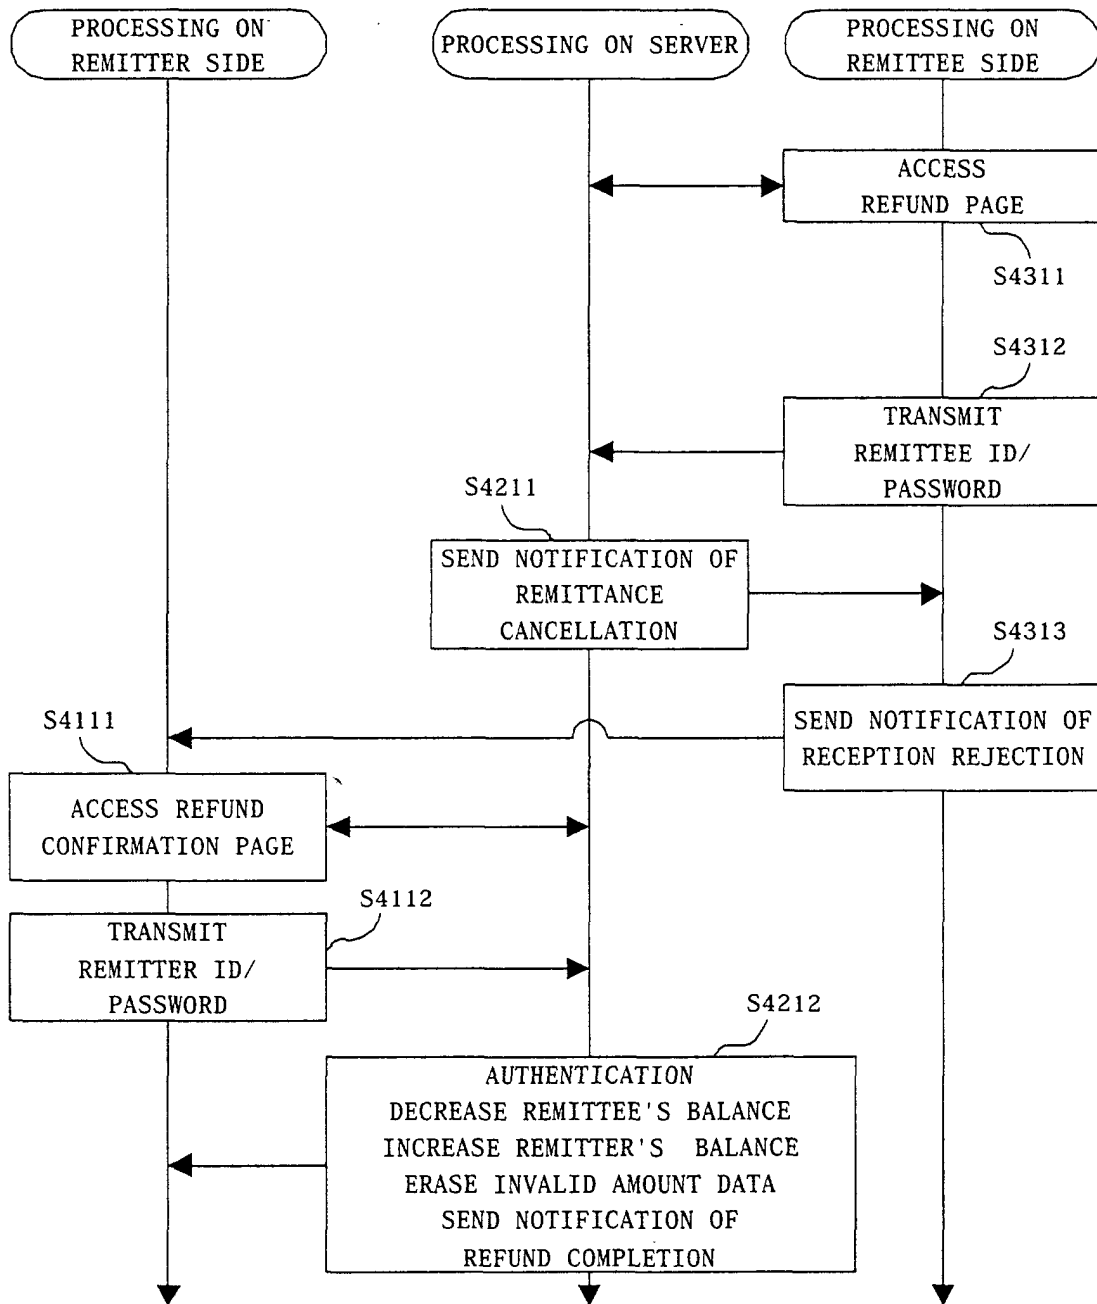 PROCESSING ON
REMITTER SIDE
PROCESSING ON SERVER
PROCESSING ON
REMITTEE SIDE
ACCESS
REFUND PAGE
S4311
S4312
TRANSMIT
REMITTEE ID/
PASSWORD
S4211
SEND NOTIFICATION OF
REMITTANCE
CANCELLATION
S4313
SEND NOTIFICATION OF
RECEPTION REJECTION
S4111
ACCESS REFUND
CONFIRMATION PAGE
S4112
TRANSMIT
REMITTER ID/
PASSWORD
S4212
AUTHENTICATION
DECREASE REMITTEE'S BALANCE
INCREASE REMITTER'S BALANCE
ERASE INVALID AMOUNT DATA
SEND NOTIFICATION OF
REFUND COMPLETION